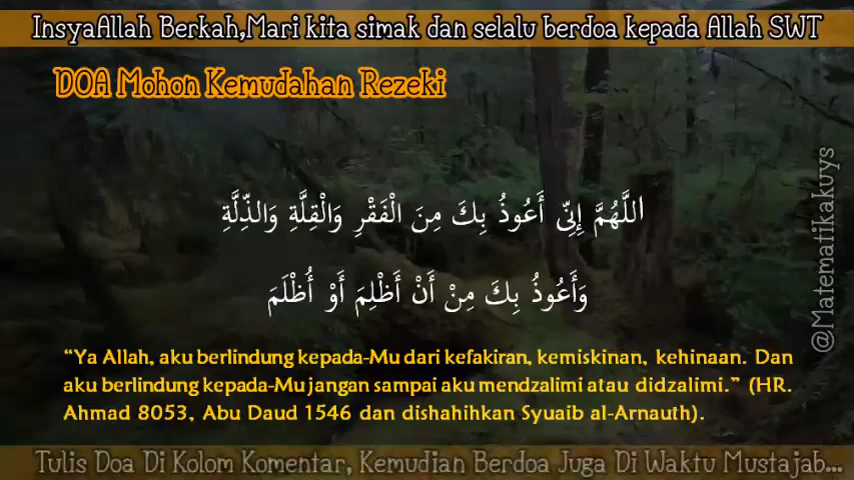 InsyaAllah Berkah,Mari kita simak dan selalu berdoa kepada Allah SWT
DOA Mohon Kemudahan Rezeki
اللَّهُمَّ إِنِّى أَعُوذُ بِكَ مِنَ الْفَقْرِ وَالْقِلَّةِ وَالذِّلَّةِ
وَأَعُوذُ بِكَ مِنْ أَنْ أَظْلِمَ أَوْ أُظْلَمَ
“Ya Allah, aku berlindung kepada-Mu dari kefakiran, kemiskinan, kehinaan. Dan
aku berlindung kepada-Mu jangan sampai aku mendzalimi atau didzalimi.” (HR.
Ahmad 8053, Abu Daud 1546 dan dishahihkan Syuaib al-Arnauth).
@Matematikakuys
Tulis Doa Di Kolom Komentar, Kemudian Berdoa Juga Di Waktu Mustajab...